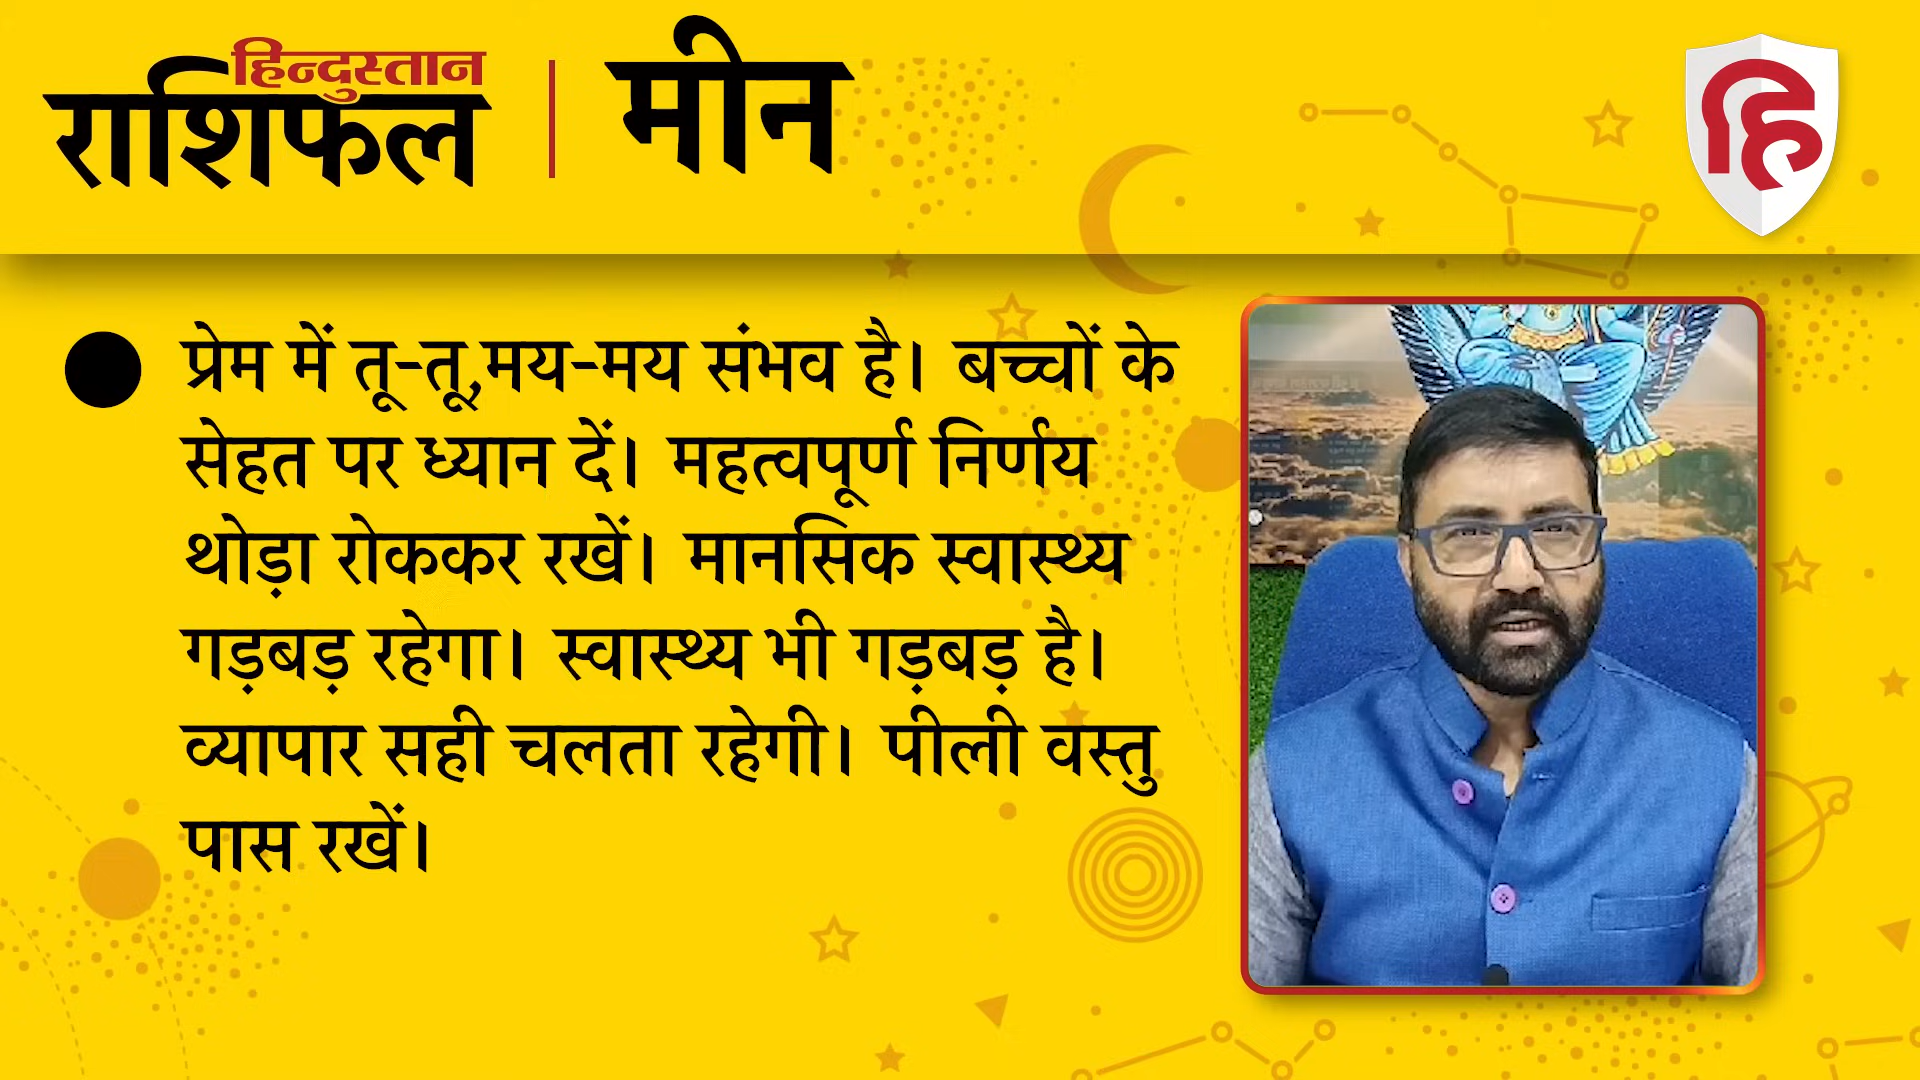 हिन्दुस्तान
राशिफल
मीन
हि
प्रेम में तू-तू,मय-मय संभव है। बच्चों के
सेहत पर ध्यान दें। महत्वपूर्ण निर्णय
थोड़ा रोककर रखें। मानसिक स्वास्थ्य
गड़बड़ रहेगा। स्वास्थ्य भी गड़बड़ है।
व्यापार सही चलता रहेगी। पीली वस्तु
पास रखें।